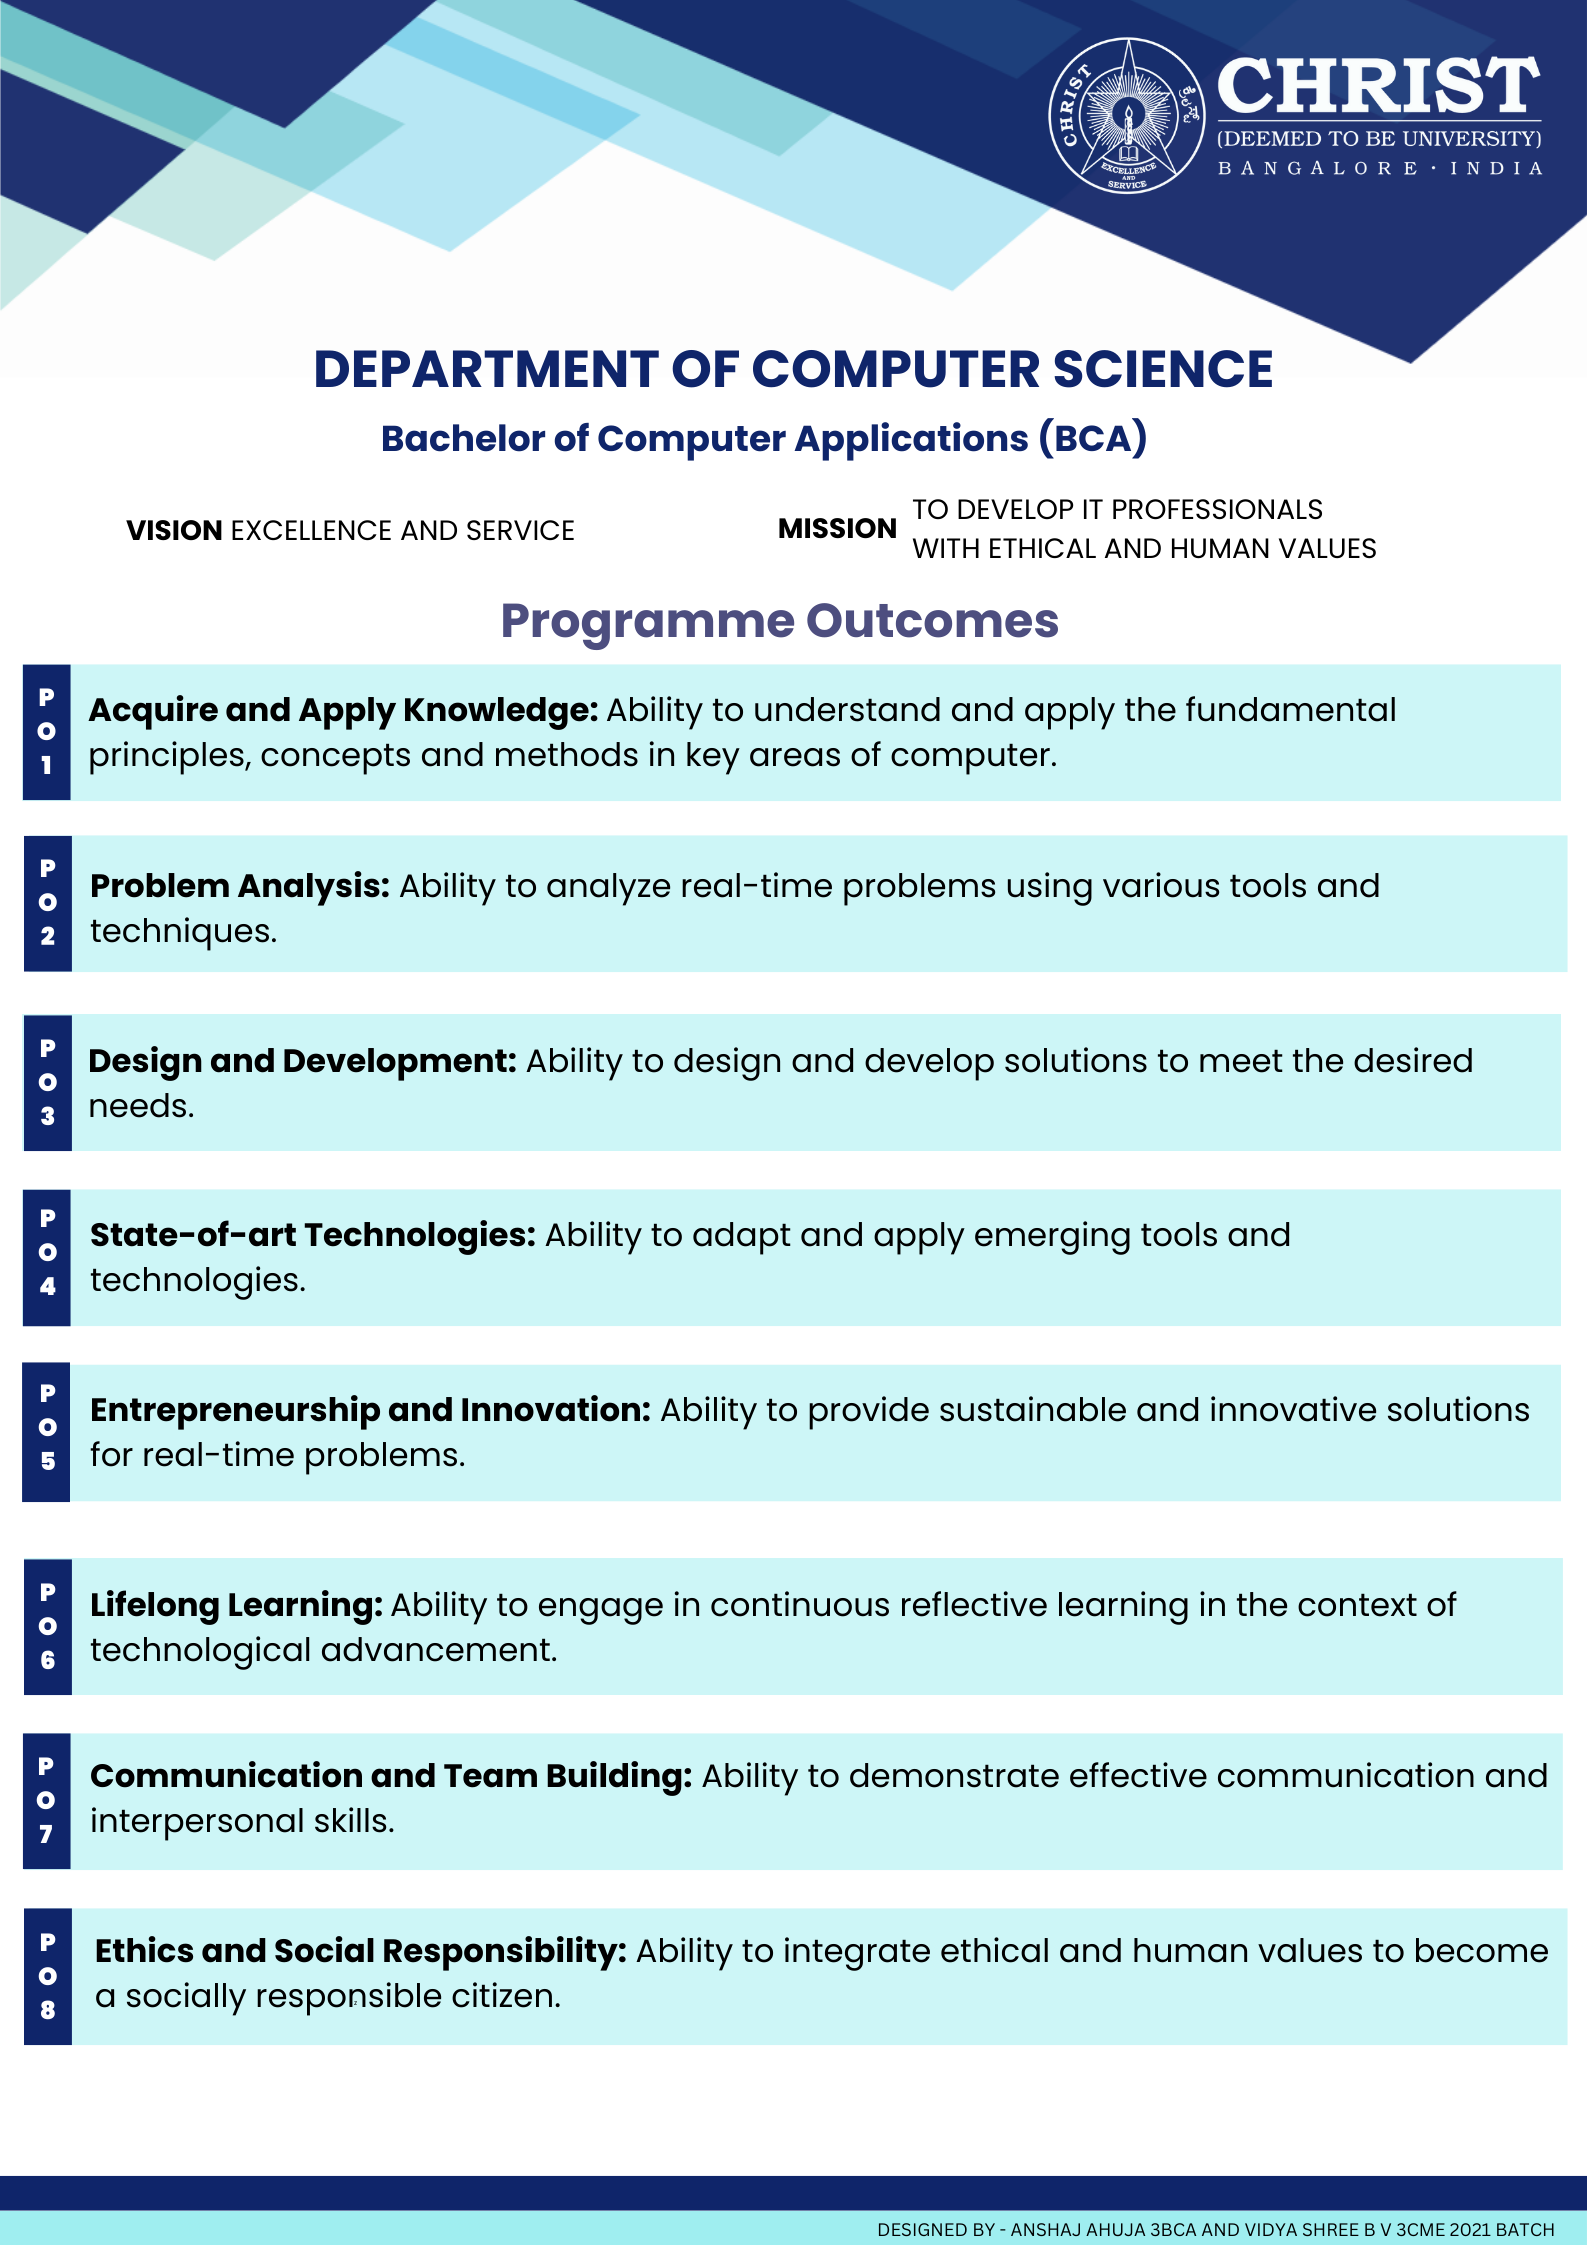 CHRIST
EXCELLENCE
AND
SERVICE
CHRIST
(DEEMED TO BE UNIVERSITY)
BANGALORE · INDIA
DEPARTMENT OF COMPUTER SCIENCE
Bachelor of Computer Applications (BCA)
VISION EXCELLENCE AND SERVICE
MISSION TO DEVELOP IT PROFESSIONALS
WITH ETHICAL AND HUMAN VALUES
Programme Outcomes
PO1
Acquire and Apply Knowledge: Ability to understand and apply the fundamental
principles, concepts and methods in key areas of computer.
PO2
Problem Analysis: Ability to analyze real-time problems using various tools and
techniques.
PO3
Design and Development: Ability to design and develop solutions to meet the desired
needs.
PO4
State-of-art Technologies: Ability to adapt and apply emerging tools and
technologies.
PO5
Entrepreneurship and Innovation: Ability to provide sustainable and innovative solutions
for real-time problems.
PO6
Lifelong Learning: Ability to engage in continuous reflective learning in the context of
technological advancement.
PO7
Communication and Team Building: Ability to demonstrate effective communication and
interpersonal skills.
PO8
Ethics and Social Responsibility: Ability to integrate ethical and human values to become
a socially responsible citizen.
DESIGNED BY - ANSHAJ AHUJA 3BCA AND VIDYA SHREE B V 3CME 2021 BATCH